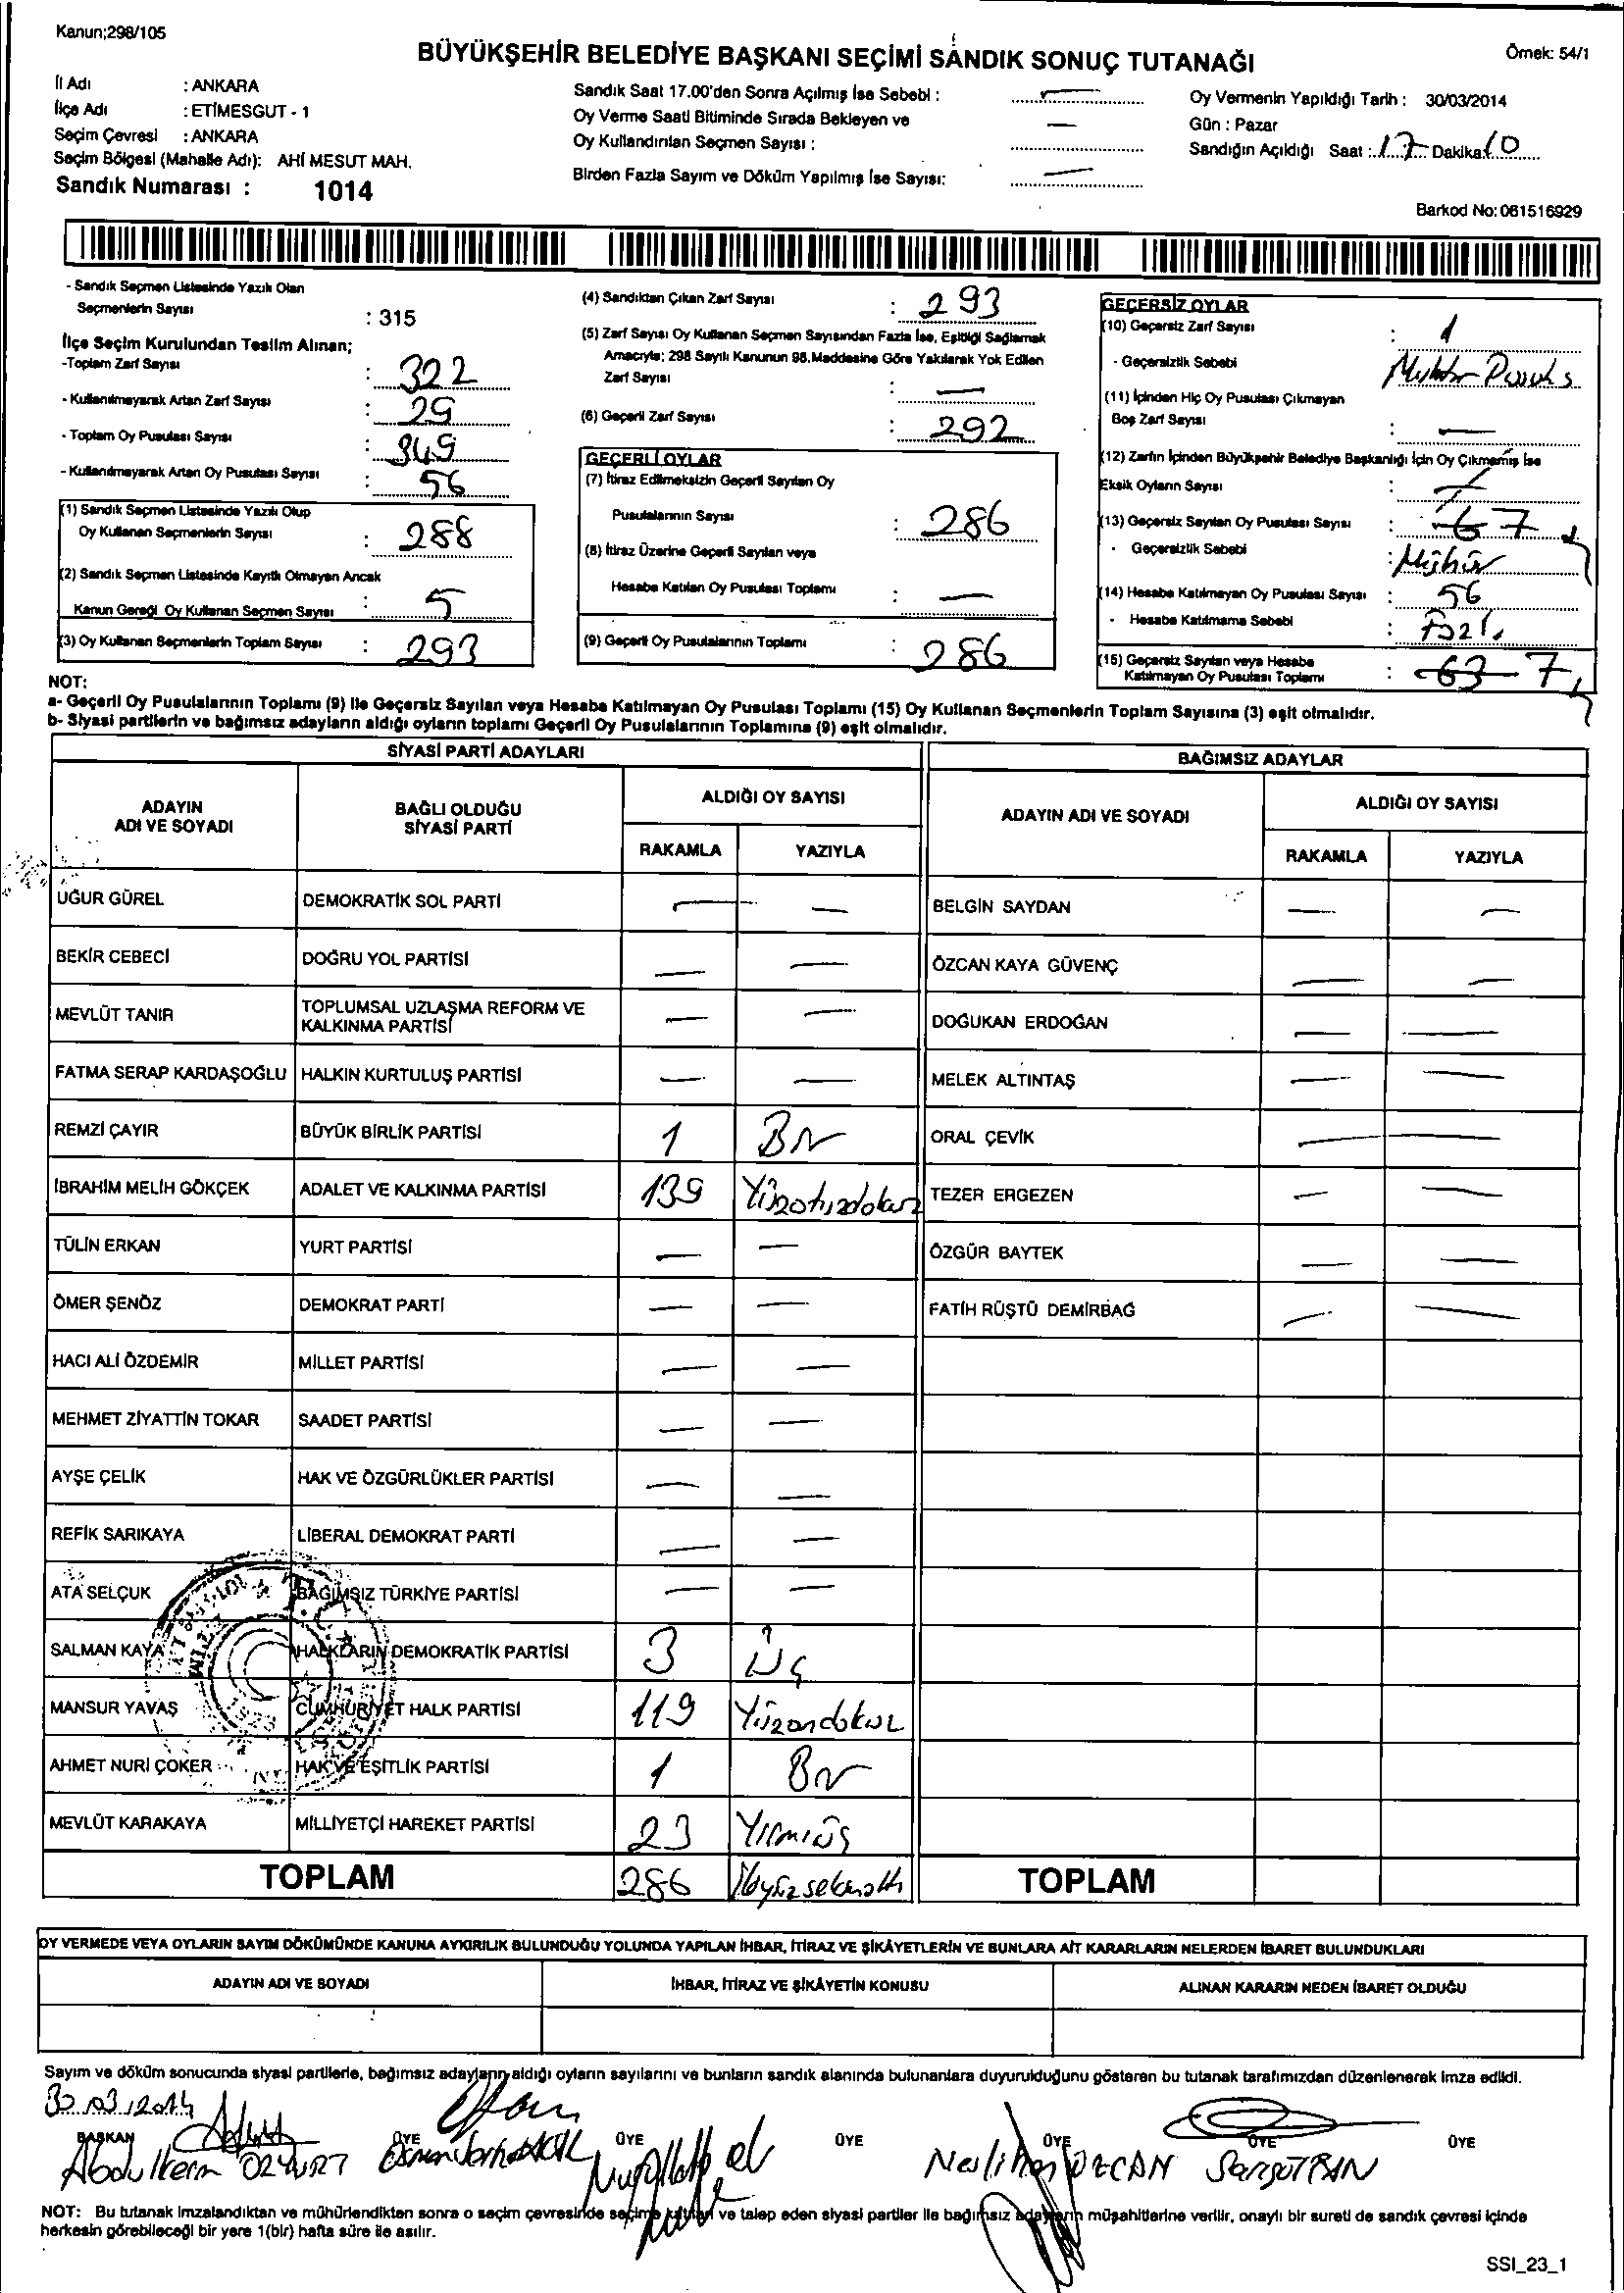 Kanun;298/105
BÜYÜKŞEHİR BELEDİYE BAŞKANI SEÇİMİ SANDIK SONUÇ TUTANAĞI
Örnek: 54/1
İl Adı : ANKARA
İlçe Adı : ETİMESGUT - 1
Seçim Çevresi : ANKARA
Seçim Bölgesi (Mahalle Adı): AHİ MESUT MAH.
Sandık Numarası : 1014
Sandık Saat 17.00'den Sonra Açılmış İse Sebebi :
Oy Verme Saati Bitiminde Sırada Bekleyen ve
Oy Kullandırılan Seçmen Sayısı : —
Birden Fazla Sayım ve Döküm Yapılmış İse Sayısı: —
Oy Vermenin Yapıldığı Tarih : 30/03/2014
Gün : Pazar
Sandığın Açıldığı Saat : 17 Dakika: 10
Barkod No: 061516929
- Sandık Seçmen Listesinde Yazılı Olan
Seçmenlerin Sayısı : 315
İlçe Seçim Kurulundan Teslim Alınan;
-Toplam Zarf Sayısı : 322
- Kullanılmayarak Artan Zarf Sayısı : 29
- Toplam Oy Pusulası Sayısı : 349
- Kullanılmayarak Artan Oy Pusulası Sayısı : 56
(1) Sandık Seçmen Listesinde Yazılı Olup
Oy Kullanan Seçmenlerin Sayısı : 288
(2) Sandık Seçmen Listesinde Kayıtlı Olmayan Ancak
Kanun Gereği Oy Kullanan Seçmen Sayısı : 5
(3) Oy Kullanan Seçmenlerin Toplam Sayısı : 293
(4) Sandıktan Çıkan Zarf Sayısı : 293
(5) Zarf Sayısı Oy Kullanan Seçmen Sayısından Fazla İse, Eşitliği Sağlamak
Amacıyla; 298 Sayılı Kanunun 98.Maddesine Göre Yakılarak Yok Edilen
Zarf Sayısı : —
(6) Geçerli Zarf Sayısı : 292
GEÇERLİ OYLAR
(7) İtiraz Edilmeksizin Geçerli Sayılan Oy
Pusulalarının Sayısı : 286
(8) İtiraz Üzerine Geçerli Sayılan veya
Hesaba Katılan Oy Pusulası Toplamı : —
(9) Geçerli Oy Pusulalarının Toplamı : 286
GEÇERSİZ OYLAR
(10) Geçersiz Zarf Sayısı : 1
- Geçersizlik Sebebi
(11) İçinden Hiç Oy Pusulası Çıkmayan
Boş Zarf Sayısı : —
(12) Zarfın İçinden Büyükşehir Belediye Başkanlığı İçin Oy Çıkmamış İse
Eksik Oyların Sayısı :
(13) Geçersiz Sayılan Oy Pusulası Sayısı : 6 7
- Geçersizlik Sebebi : Mühür
(14) Hesaba Katılmayan Oy Pusulası Sayısı : 56
- Hesaba Katılmama Sebebi :
(15) Geçersiz Sayılan veya Hesaba
Katılmayan Oy Pusulası Toplamı : 63 7
NOT:
a- Geçerli Oy Pusulalarının Toplamı (9) ile Geçersiz Sayılan veya Hesaba Katılmayan Oy Pusulası Toplamı (15) Oy Kullanan Seçmenlerin Toplam Sayısına (3) eşit olmalıdır.
b- Siyasi partilerin ve bağımsız adayların aldığı oyların toplamı Geçerli Oy Pusulalarının Toplamına (9) eşit olmalıdır.
SİYASİ PARTİ ADAYLARI
BAĞIMSIZ ADAYLAR
ADAYIN ADI VE SOYADI
BAĞLI OLDUĞU SİYASİ PARTİ
ALDIĞI OY SAYISI
RAKAMLA YAZIYLA
ADAYIN ADI VE SOYADI
ALDIĞI OY SAYISI
RAKAMLA YAZIYLA
UĞUR GÜREL DEMOKRATİK SOL PARTİ — — BELGİN SAYDAN — —
BEKİR CEBECİ DOĞRU YOL PARTİSİ — — ÖZCAN KAYA GÜVENÇ — —
MEVLÜT TANIR TOPLUMSAL UZLAŞMA REFORM VE KALKINMA PARTİSİ — — DOĞUKAN ERDOĞAN — —
FATMA SERAP KARDAŞOĞLU HALKIN KURTULUŞ PARTİSİ — — MELEK ALTINTAŞ — —
REMZİ ÇAYIR BÜYÜK BİRLİK PARTİSİ 1 Bir ORAL ÇEVİK — —
İBRAHİM MELİH GÖKÇEK ADALET VE KALKINMA PARTİSİ 139 Yüzotuzdokuz TEZER ERGEZEN — —
TÜLİN ERKAN YURT PARTİSİ — — ÖZGÜR BAYTEK — —
ÖMER ŞENÖZ DEMOKRAT PARTİ — — FATİH RÜŞTÜ DEMİRBAĞ — —
HACI ALİ ÖZDEMİR MİLLET PARTİSİ — —
MEHMET ZİYATTİN TOKAR SAADET PARTİSİ — —
AYŞE ÇELİK HAK VE ÖZGÜRLÜKLER PARTİSİ — —
REFİK SARIKAYA LİBERAL DEMOKRAT PARTİ — —
ATA SELÇUK BAĞIMSIZ TÜRKİYE PARTİSİ — —
SALMAN KAYA HALKLARIN DEMOKRATİK PARTİSİ 3 Üç
MANSUR YAVAŞ CUMHURİYET HALK PARTİSİ 119 Yüzondokuz
AHMET NURİ ÇOKER HAK VE EŞİTLİK PARTİSİ 1 Bir
MEVLÜT KARAKAYA MİLLİYETÇİ HAREKET PARTİSİ 23 Yirmiüç
TOPLAM 286 İkiyüzseksenaltı TOPLAM
OY VERMEDE VEYA OYLARIN SAYIM DÖKÜMÜNDE KANUNA AYKIRILIK BULUNDUĞU YOLUNDA YAPILAN İHBAR, İTİRAZ VE ŞİKÂYETLERİN VE BUNLARA AİT KARARLARIN NELERDEN İBARET BULUNDUKLARI
ADAYIN ADI VE SOYADI İHBAR, İTİRAZ VE ŞİKÂYETİN KONUSU ALINAN KARARIN NEDEN İBARET OLDUĞU
Sayım ve döküm sonucunda siyasi partilerle, bağımsız adayların aldığı oyların sayılarını ve bunların sandık alanında bulunanlara duyurulduğunu gösteren bu tutanak tarafımızdan düzenlenerek imza edildi.
30.03.2014
BAŞKAN ÜYE ÜYE ÜYE ÜYE ÜYE ÜYE
Abdulkerim ÖZYURT
NOT: Bu tutanak imzalandıktan ve mühürlendikten sonra o seçim çevresinde seçime katılan ve talep eden siyasi partiler ile bağımsız adayların müşahitlerine verilir, onaylı bir sureti de sandık çevresi içinde
herkesin görebileceği bir yere 1(bir) hafta süre ile asılır.
SSI_23_1